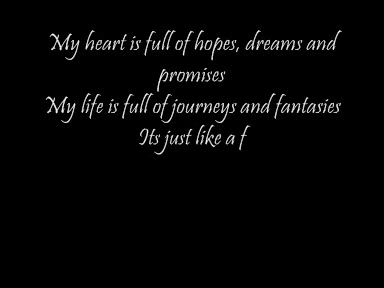 My heart is full of hopes, dreams and
promises
My life is full of journeys and fantasies
Its just like a f